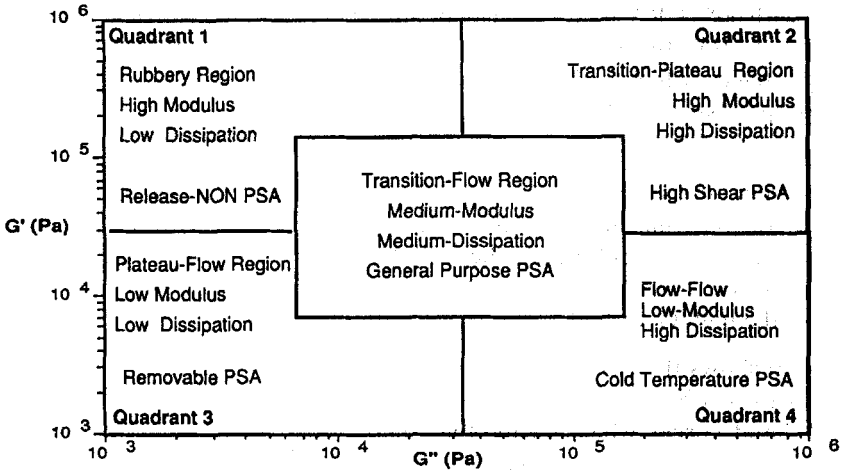 Quadrant 1
Rubbery Region
High Modulus
Low Dissipation
Release-NON PSA
Quadrant 2
Transition-Plateau Region
High Modulus
High Dissipation
High Shear PSA
Transition-Flow Region
Medium-Modulus
Medium-Dissipation
General Purpose PSA
Plateau-Flow Region
Low Modulus
Low Dissipation
Removable PSA
Quadrant 3
Flow-Flow
Low-Modulus
High Dissipation
Cold Temperature PSA
Quadrant 4
G' (Pa)
10 6
10 5
10 4
10 3
10 3
10 4
10 5
10 6
G" (Pa)